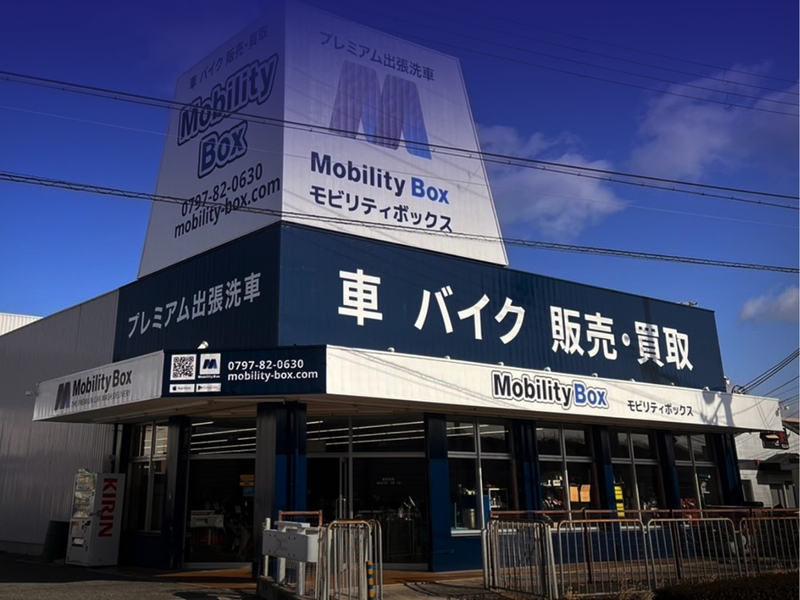 車 バイク 販売・買取
Mobility
Box
0797-82-0630
mobility-box.com
プレミアム出張洗車
Mobility Box
モビリティボックス
プレミアム出張洗車
車 バイク 販売・買取
Mobility Box
0797-82-0630
mobility-box.com
Mobility Box
モビリティボックス
KIRIN